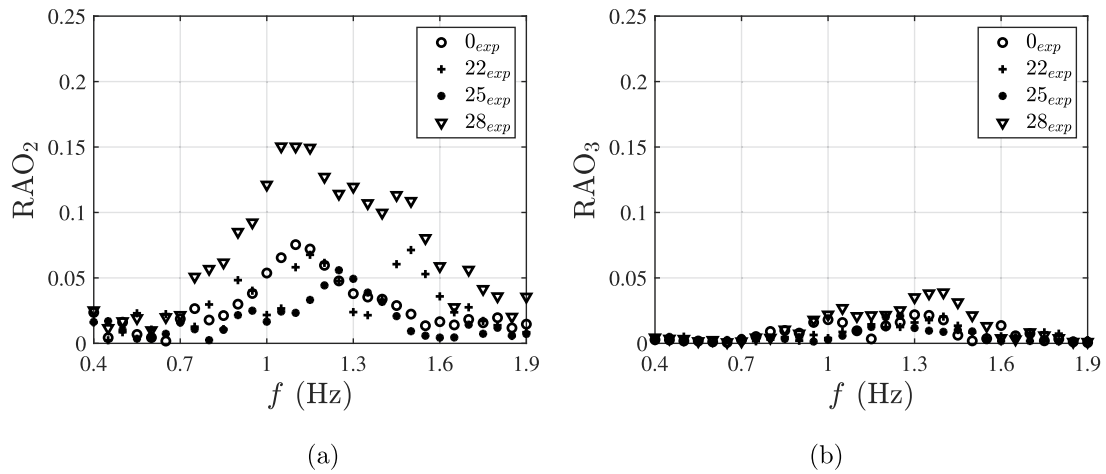 0.25
0.2
0.15
0.1
0.05
0
RAO₂
0.4 0.7 1 1.3 1.6 1.9
f (Hz)
0ₑₓₚ
22ₑₓₚ
25ₑₓₚ
28ₑₓₚ
(a)
0.25
0.2
0.15
0.1
0.05
0
RAO₃
0.4 0.7 1 1.3 1.6 1.9
f (Hz)
0ₑₓₚ
22ₑₓₚ
25ₑₓₚ
28ₑₓₚ
(b)